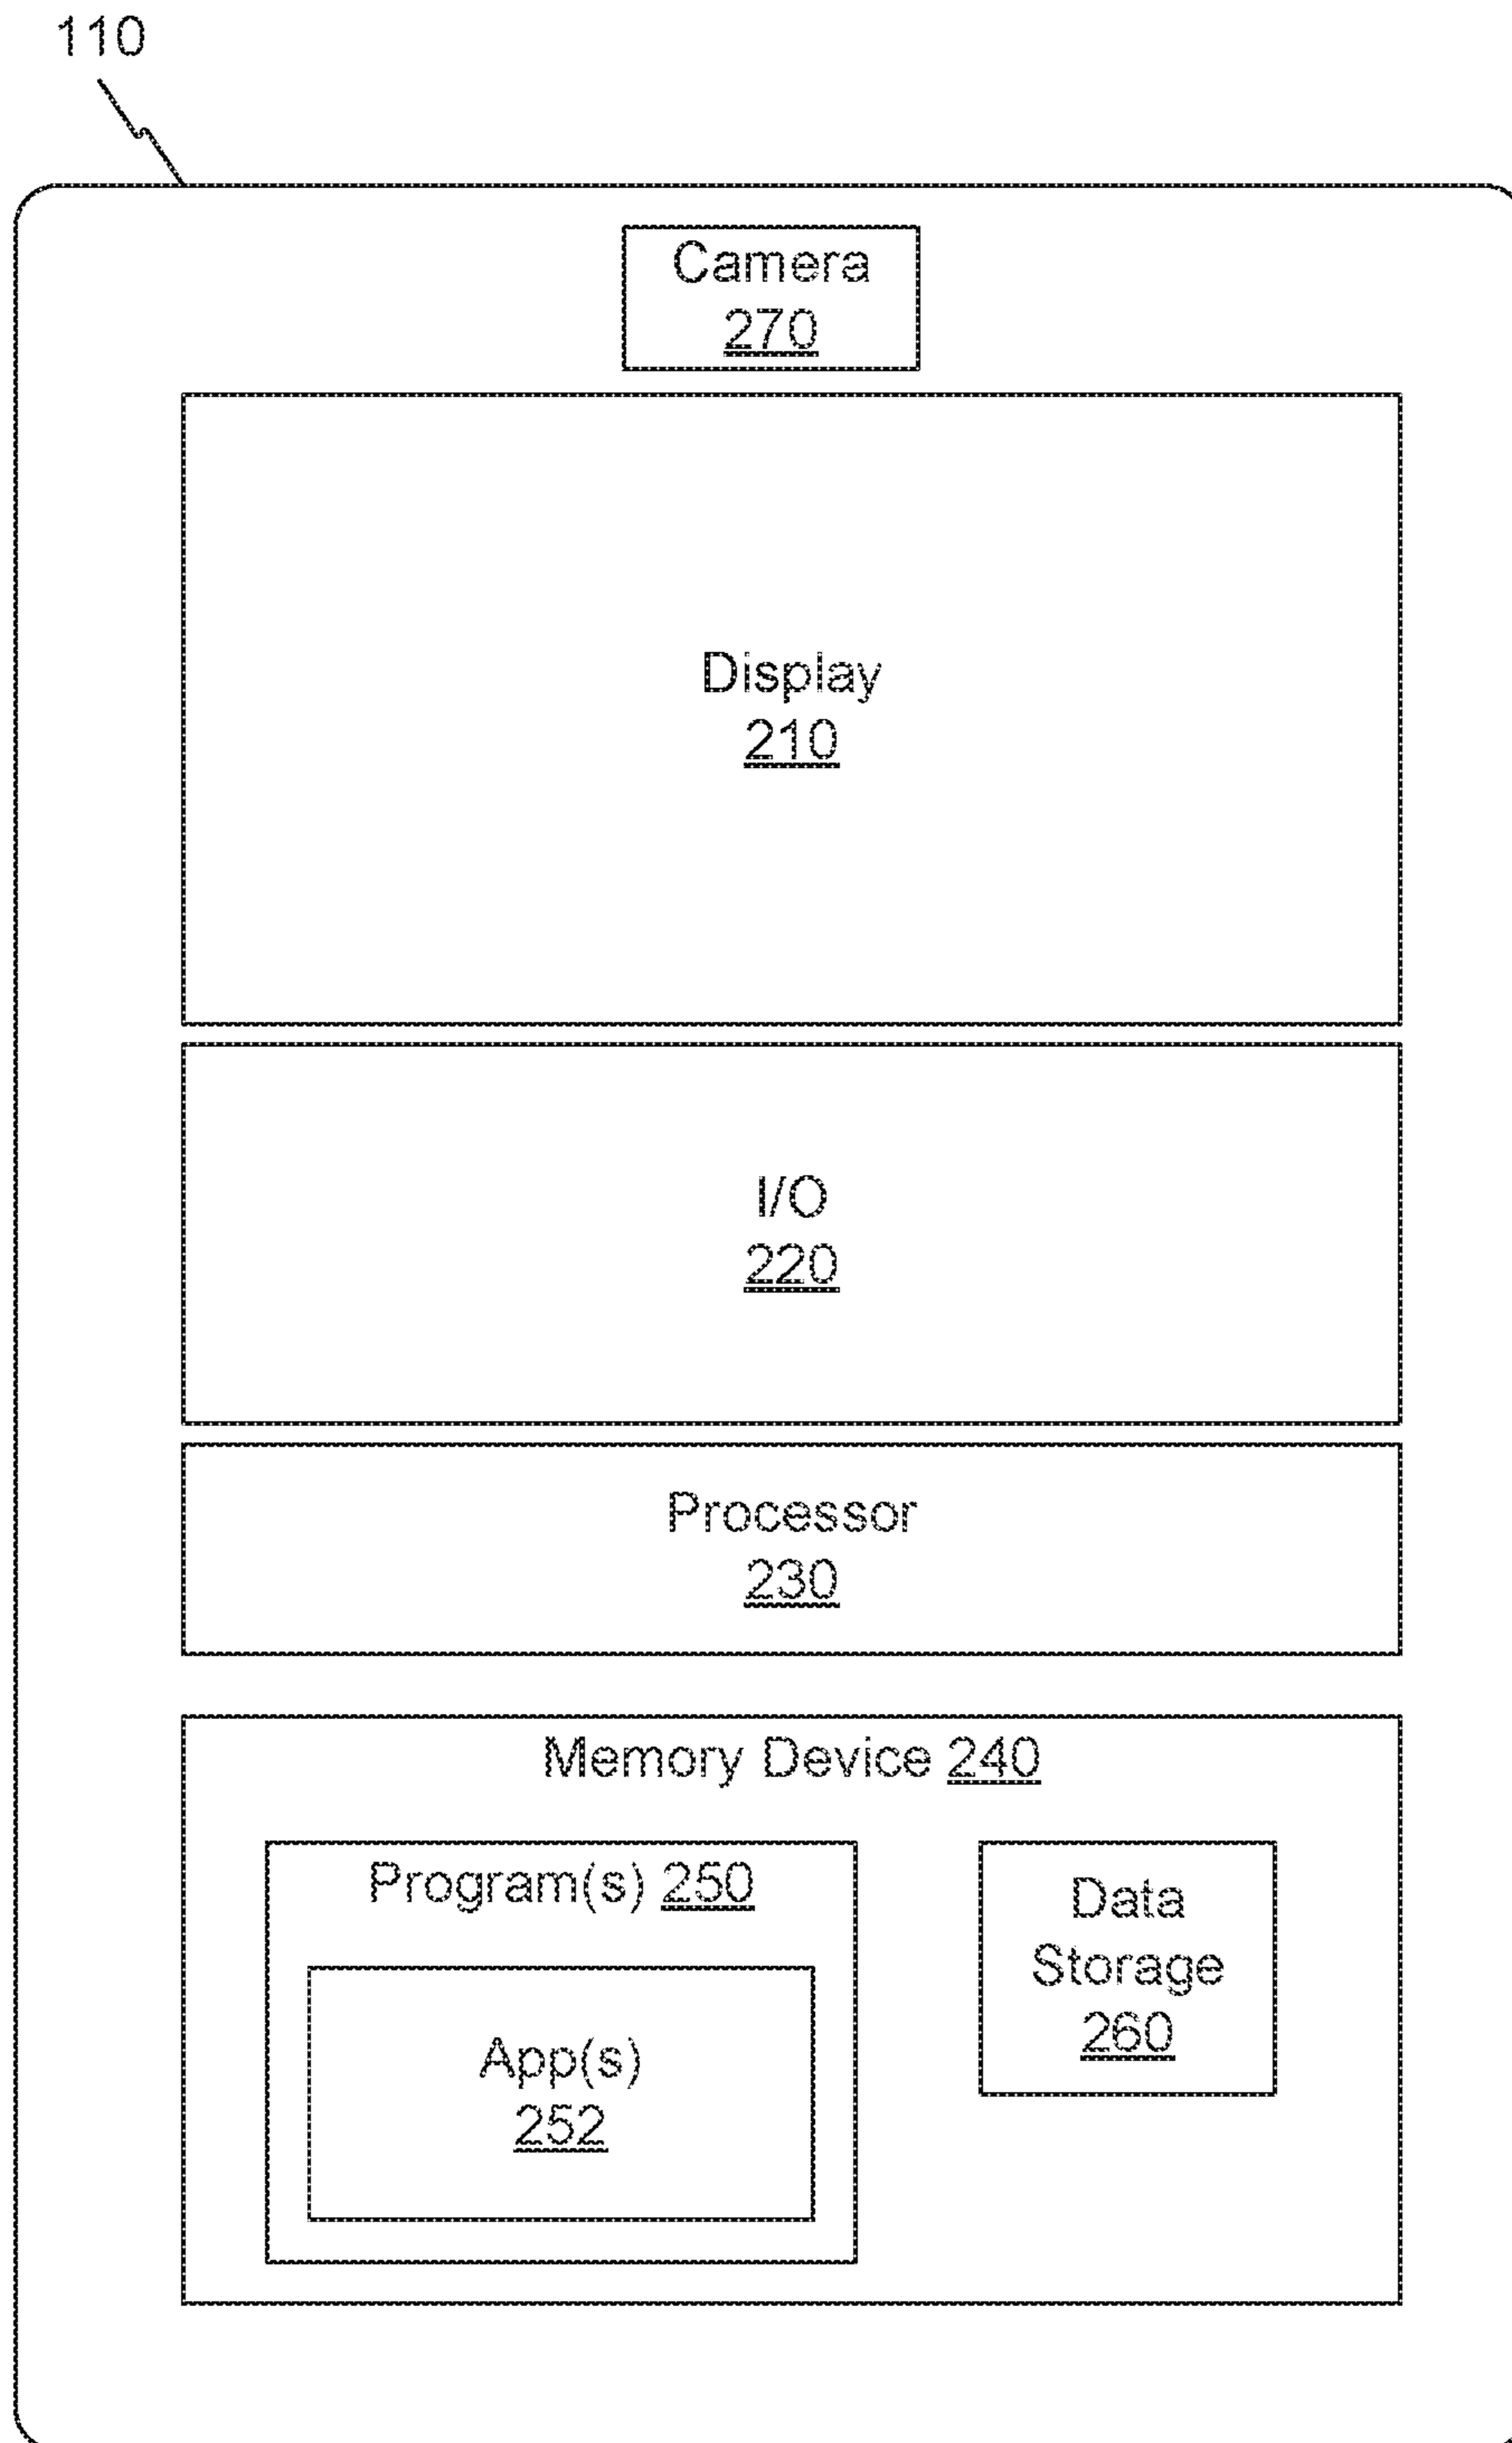 110
Camera
270
Display
210
I/O
220
Processor
230
Memory Device 240
Program(s) 250
App(s)
252
Data
Storage
260